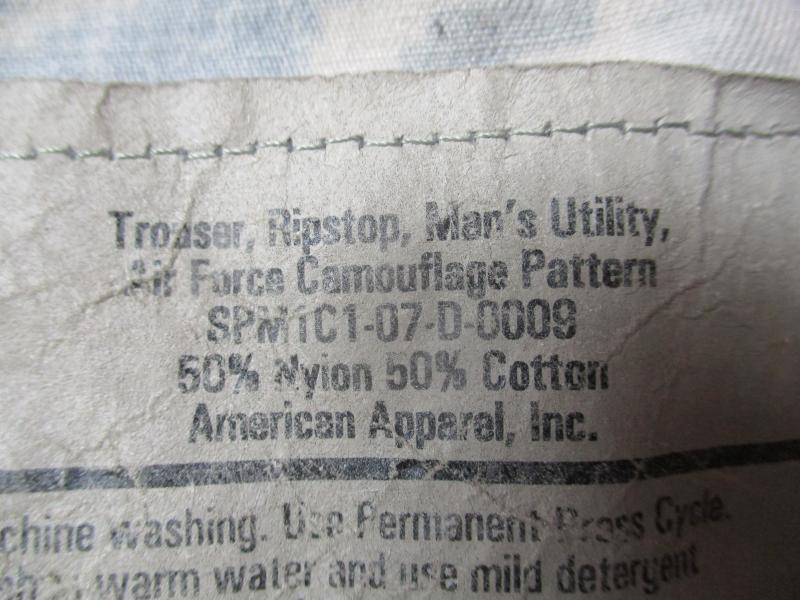 Trouser, Ripstop, Man's Utility,
Air Force Camouflage Pattern
SPM1C1-07-D-0009
50% Nylon 50% Cotton
American Apparel, Inc.
chine washing. Use Permanent Press Cycle.
warm water and use mild detergent